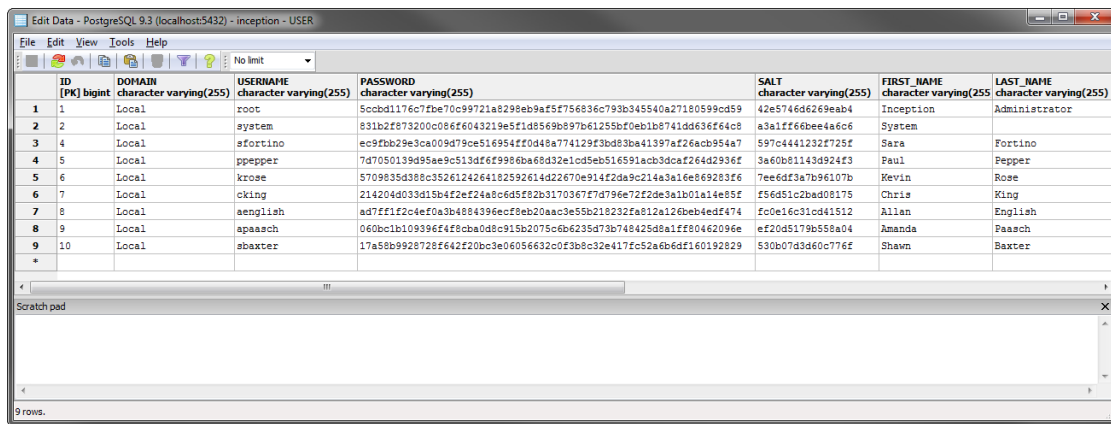 Edit Data - PostgreSQL 9.3 (localhost:5432) - inception - USER
File Edit View Tools Help
No limit
ID DOMAIN USERNAME PASSWORD SALT FIRST_NAME LAST_NAME
[PK] bigint character varying(255) character varying(255) character varying(255) character varying(255) character varying(255 character varying(255)
1 1 Local root 5ccbd1176c7fbe70c99721a8298eb9af5f756836c793b345540a27180599cd59 42e5746d6269eab4 Inception Administrator
2 2 Local system 831b2f873200c086f6043219e5f1d8569b897b61255bf0eb1b8741dd636f64c8 a3a1ff66bee4a6c6 System
3 4 Local sfortino ec9fbb29e3ca009d79ce516954ff0d48a774129f3bd83ba41397af26acb954a7 597c4441232f725f Sara Fortino
4 5 Local ppepper 7d7050139d95ae9c513df6f9986ba68d32e1cd5eb516591acb3dcaf264d2936f 3a60b81143d924f3 Paul Pepper
5 6 Local krose 5709835d388c3526124264182592614d22670e914f2da9c214a3a16e869283f6 7ee6df3a7b96107b Kevin Rose
6 7 Local cking 214204d033d15b4f2ef24a8c6d5f82b3170367f7d796e72f2de3a1b01a14e85f f56d51c2bad08175 Chris King
7 8 Local aenglish ad7ff1f2c4ef0a3b4884396ecf8eb20aac3e55b218232fa812a126beb4edf474 fc0e16c31cd41512 Allan English
8 9 Local apaasch 060bc1b109396f4f8cba0d8c915b2075c6b6235d73b748425d8a1ff80462096e ef20d5179b558a04 Amanda Paasch
9 10 Local sbaxter 17a58b9928728f642f20bc3e06056632c0f3b8c32e417fc52a6b6df160192829 530b07d3d60c776f Shawn Baxter
*
Scratch pad
9 rows.